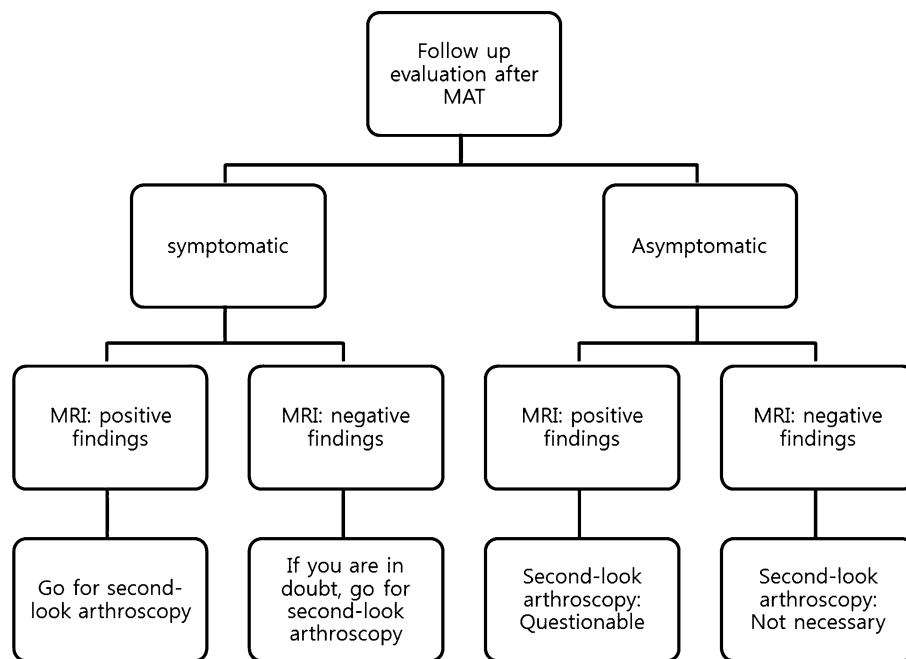 Follow up
evaluation after
MAT
symptomatic
Asymptomatic
MRI: positive
findings
MRI: negative
findings
MRI: positive
findings
MRI: negative
findings
Go for second-
look arthroscopy
If you are in
doubt, go for
second-look
arthroscopy
Second-look
arthroscopy:
Questionable
Second-look
arthroscopy:
Not necessary